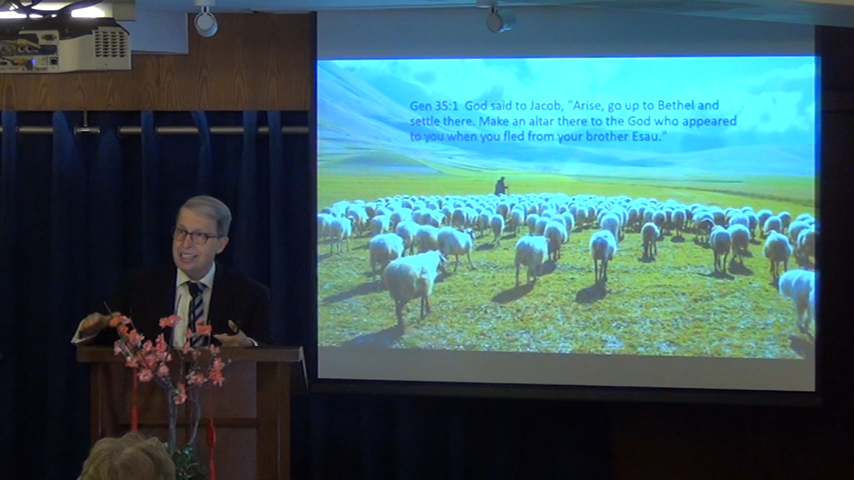 Gen 35:1  God said to Jacob, "Arise, go up to Bethel and
settle there. Make an altar there to the God who appeared
to you when you fled from your brother Esau."